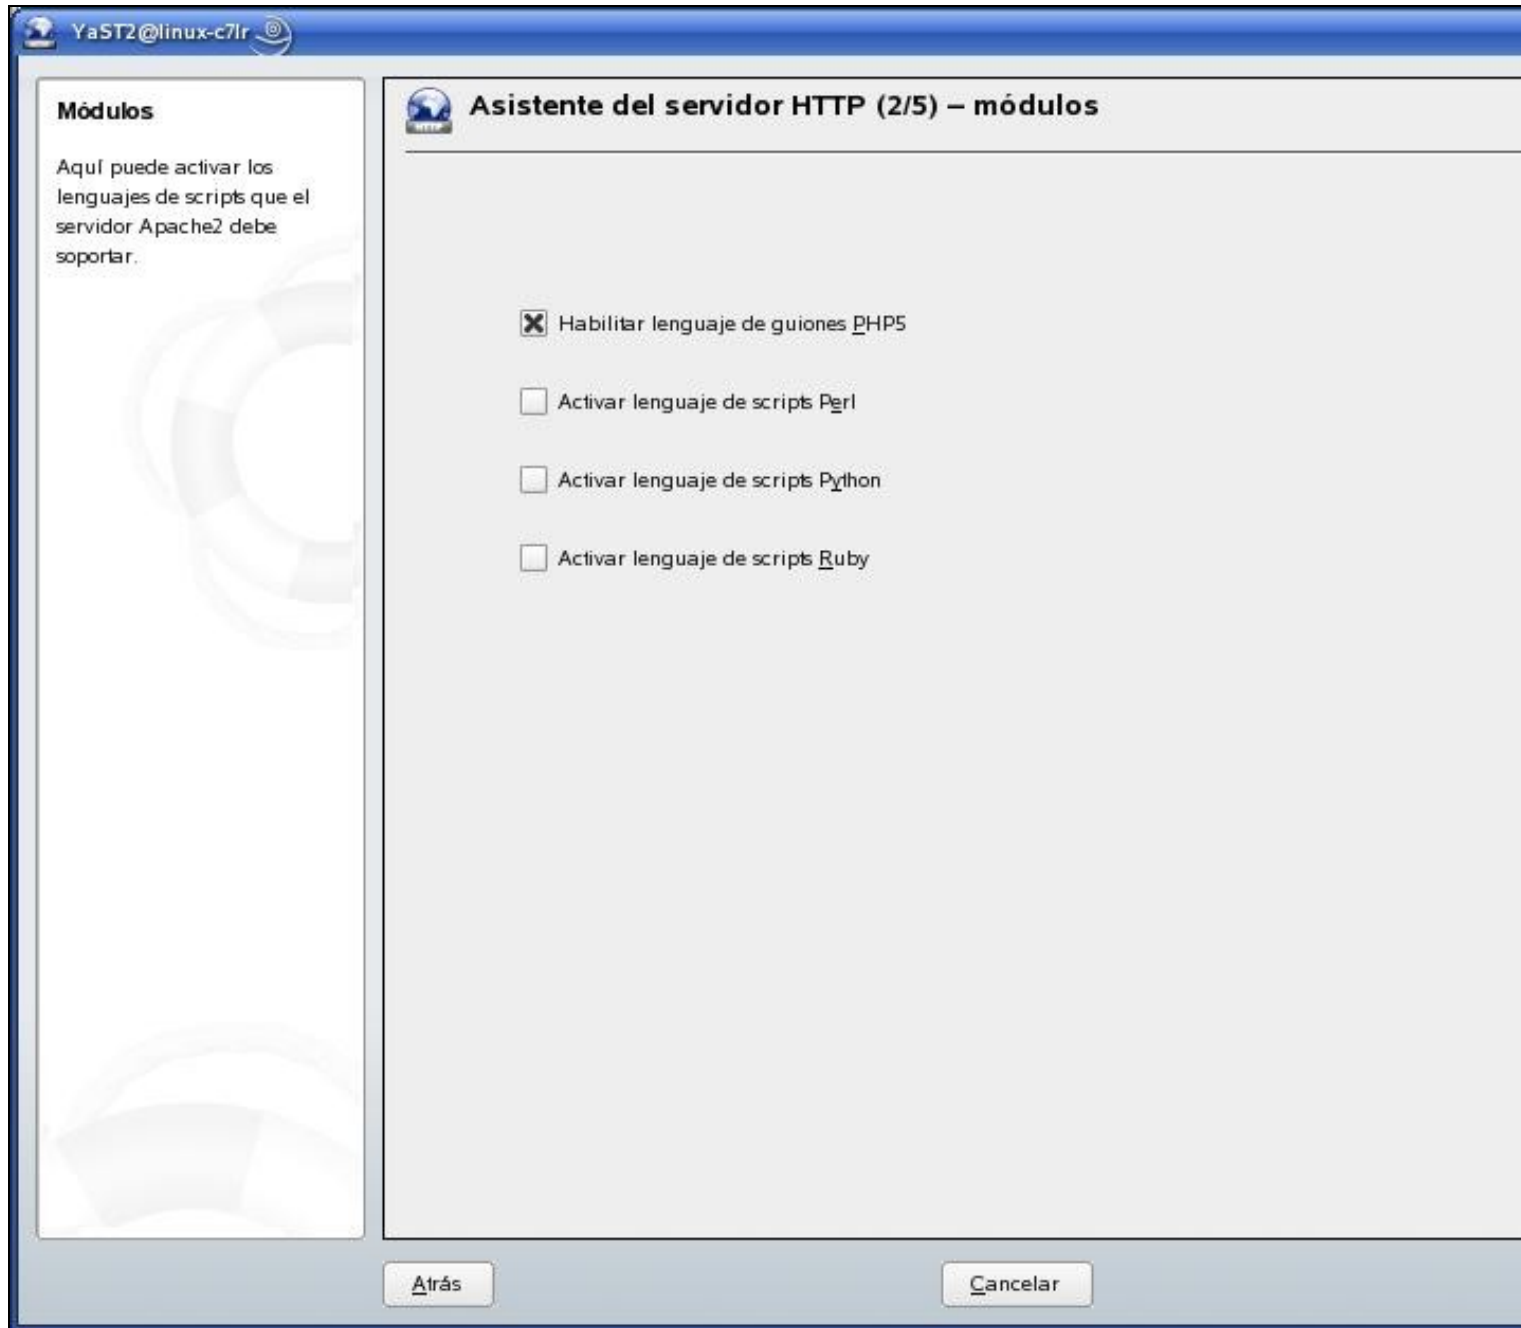 YaST2@linux-c7lr
Módulos
Aquí puede activar los
lenguajes de scripts que el
servidor Apache2 debe
soportar.
HTTP
Asistente del servidor HTTP (2/5) – módulos
Habilitar lenguaje de guiones PHP5
Activar lenguaje de scripts Perl
Activar lenguaje de scripts Python
Activar lenguaje de scripts Ruby
Atrás
Cancelar